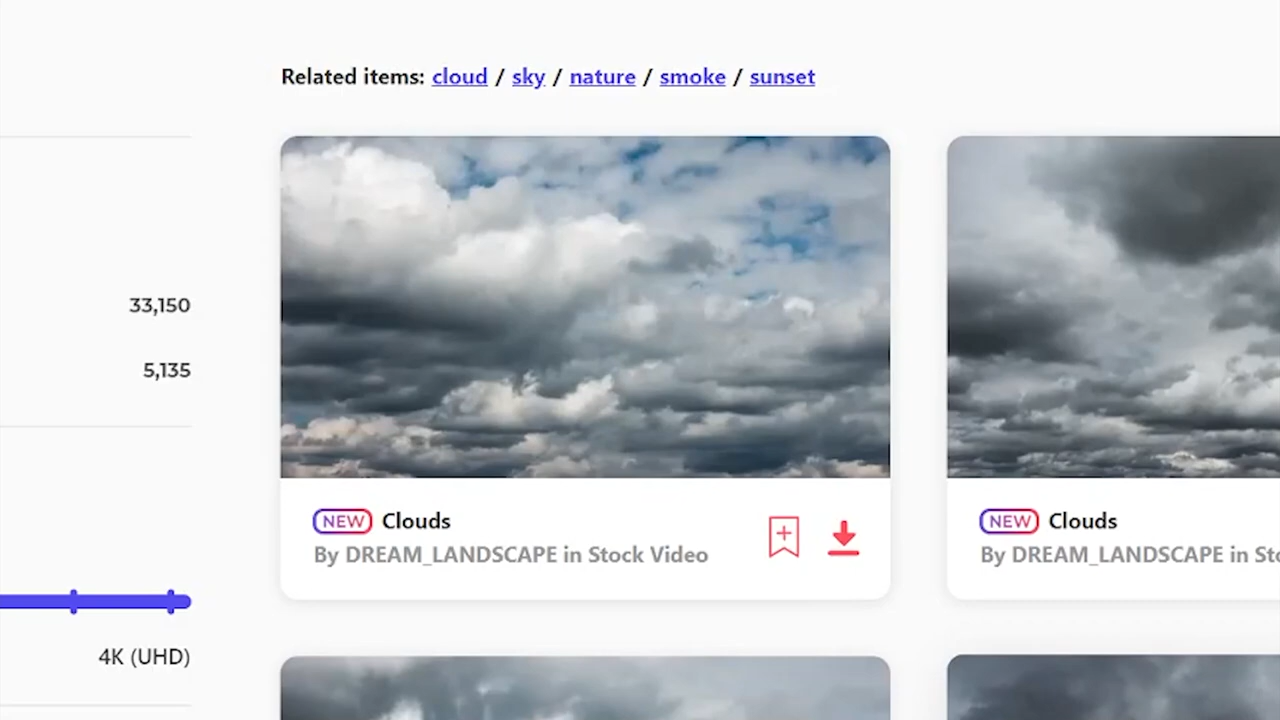 Related items: cloud / sky / nature / smoke / sunset
33,150
5,135
4K (UHD)
NEW Clouds
By DREAM_LANDSCAPE in Stock Video
NEW Clouds
By DREAM_LANDSCAPE in